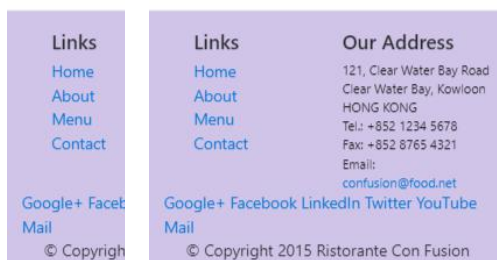 Links
Home
About
Menu
Contact
Google+ Faceb
Mail
© Copyrigh
Links
Home
About
Menu
Contact
Our Address
121, Clear Water Bay Road
Clear Water Bay, Kowloon
HONG KONG
Tel.: +852 1234 5678
Fax: +852 8765 4321
Email:
confusion@food.net
Google+ Facebook LinkedIn Twitter YouTube
Mail
© Copyright 2015 Ristorante Con Fusion